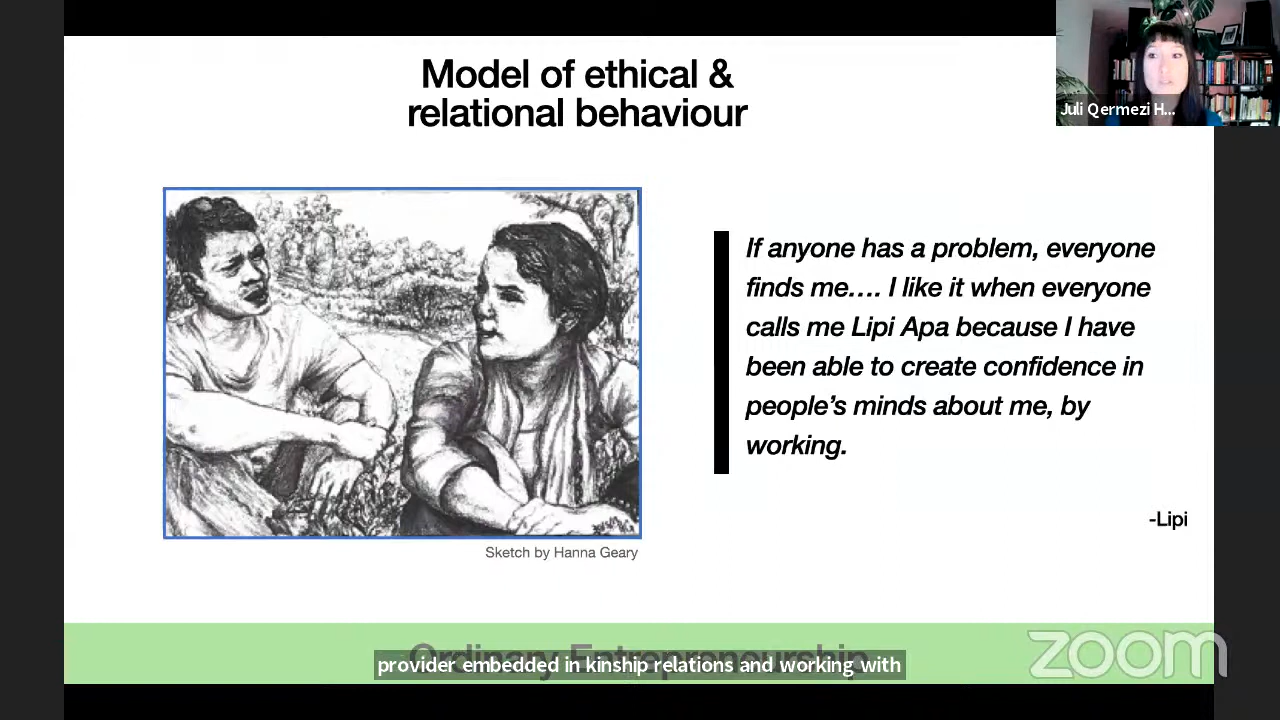 Model of ethical &
relational behaviour
Juli Qermezi H...
If anyone has a problem, everyone
finds me…. I like it when everyone
calls me Lipi Apa because I have
been able to create confidence in
people's minds about me, by
working.
-Lipi
Sketch by Hanna Geary
Ordinary Entrepreneurship
provider embedded in kinship relations and working with
zoom